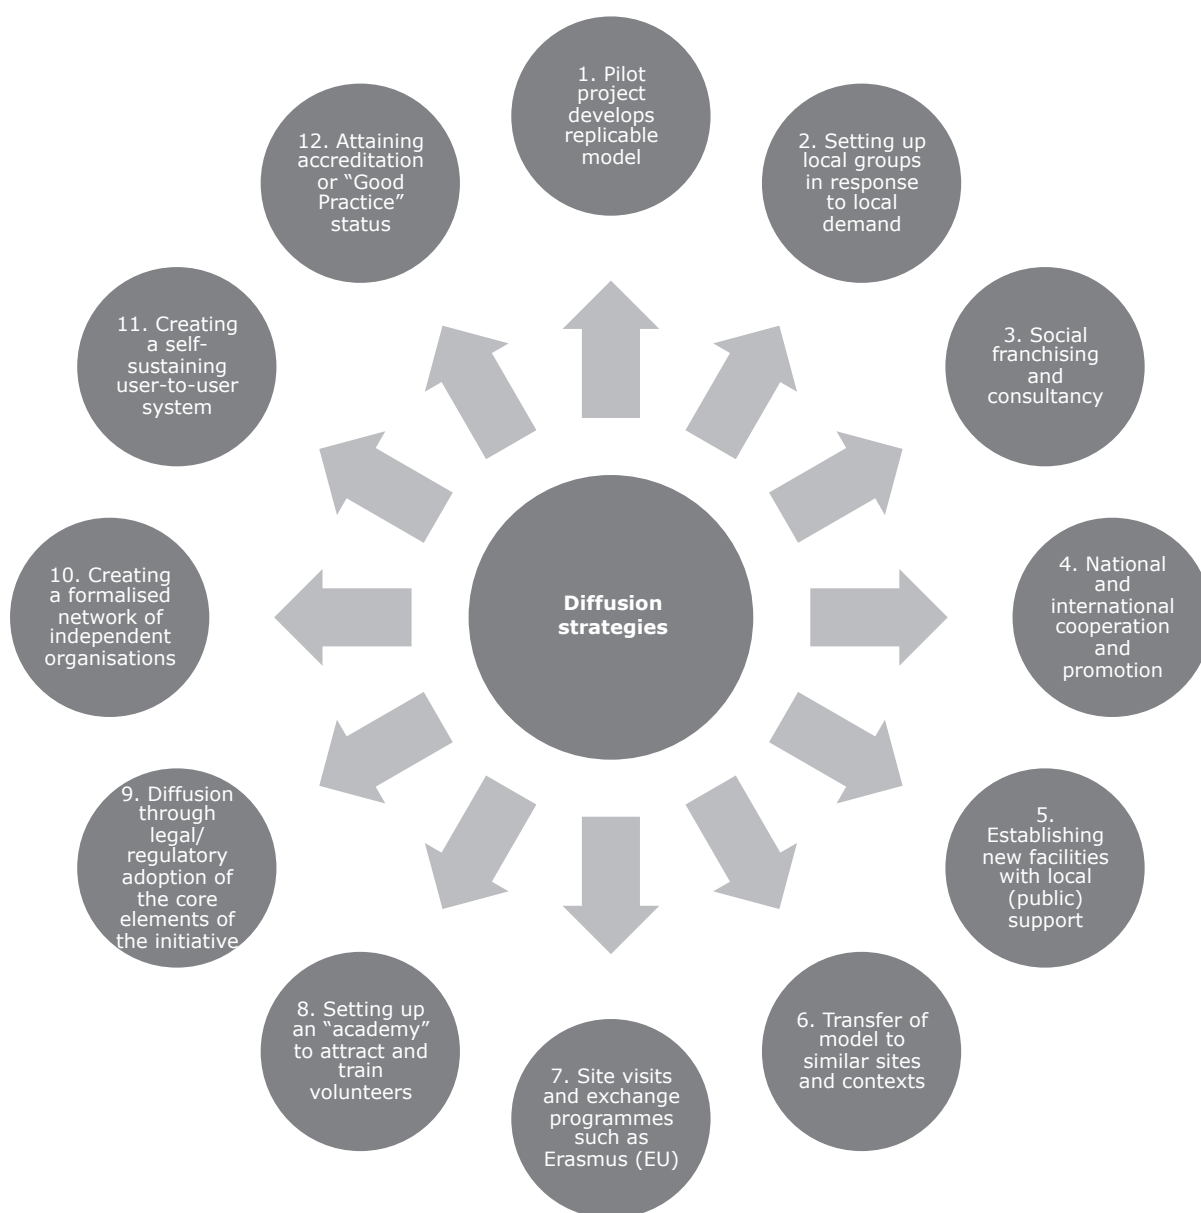 1. Pilot
project
develops
replicable
model
2. Setting up
local groups
in response
to local
demand
3. Social
franchising
and
consultancy
4. National
and
international
cooperation
and
promotion
5.
Establishing
new facilities
with local
(public)
support
6. Transfer of
model to
similar sites
and contexts
7. Site visits
and exchange
programmes
such as
Erasmus (EU)
8. Setting up
an “academy”
to attract and
train
volunteers
9. Diffusion
through
legal/
regulatory
adoption of
the core
elements of
the initiative
10. Creating
a formalised
network of
independent
organisations
11. Creating
a self-
sustaining
user-to-user
system
12. Attaining
accreditation
or “Good
Practice”
status
Diffusion
strategies